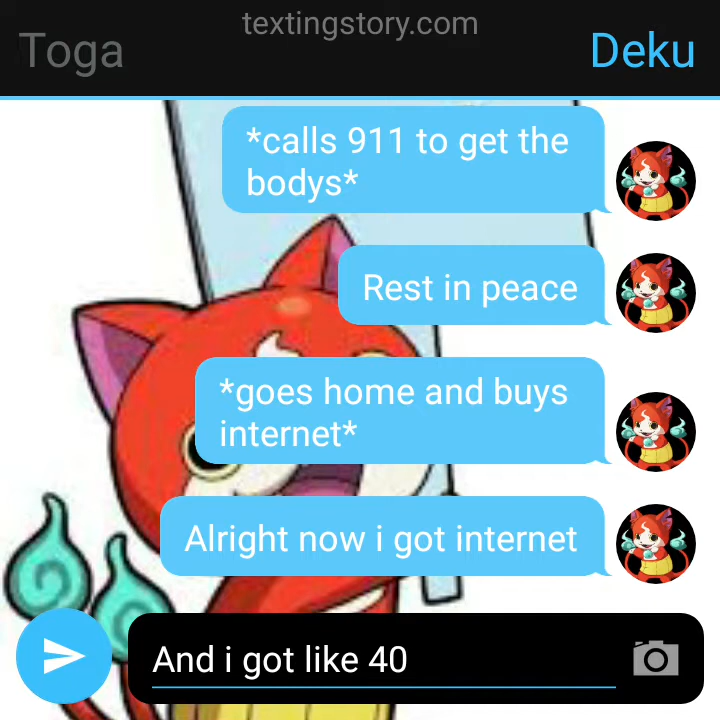 textingstory.com
Toga
Deku
*calls 911 to get the
bodys*
Rest in peace
*goes home and buys
internet*
Alright now i got internet
And i got like 40